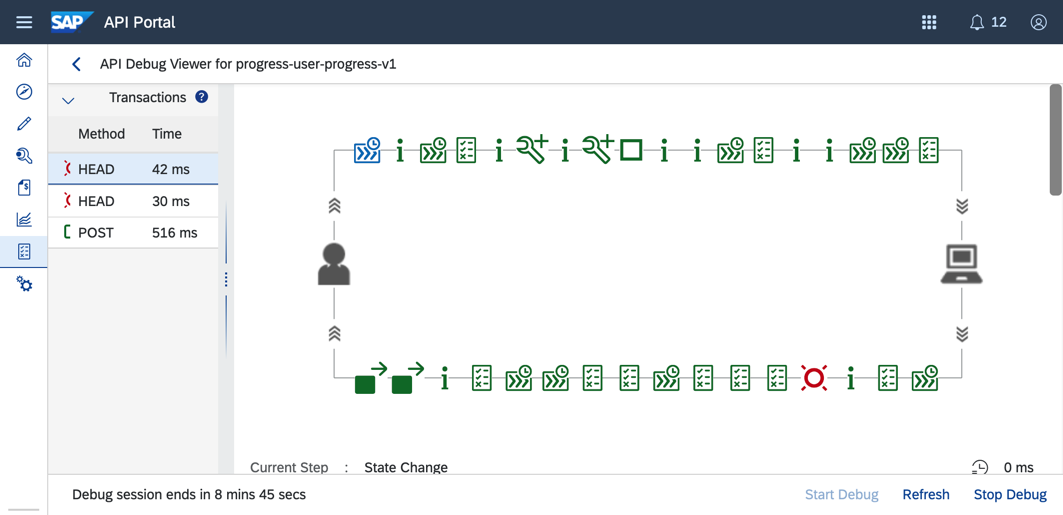 SAP API Portal 12
API Debug Viewer for progress-user-progress-v1
Transactions ?
Method Time
HEAD 42 ms
HEAD 30 ms
POST 516 ms
Current Step : State Change 0 ms
Debug session ends in 8 mins 45 secs Start Debug Refresh Stop Debug